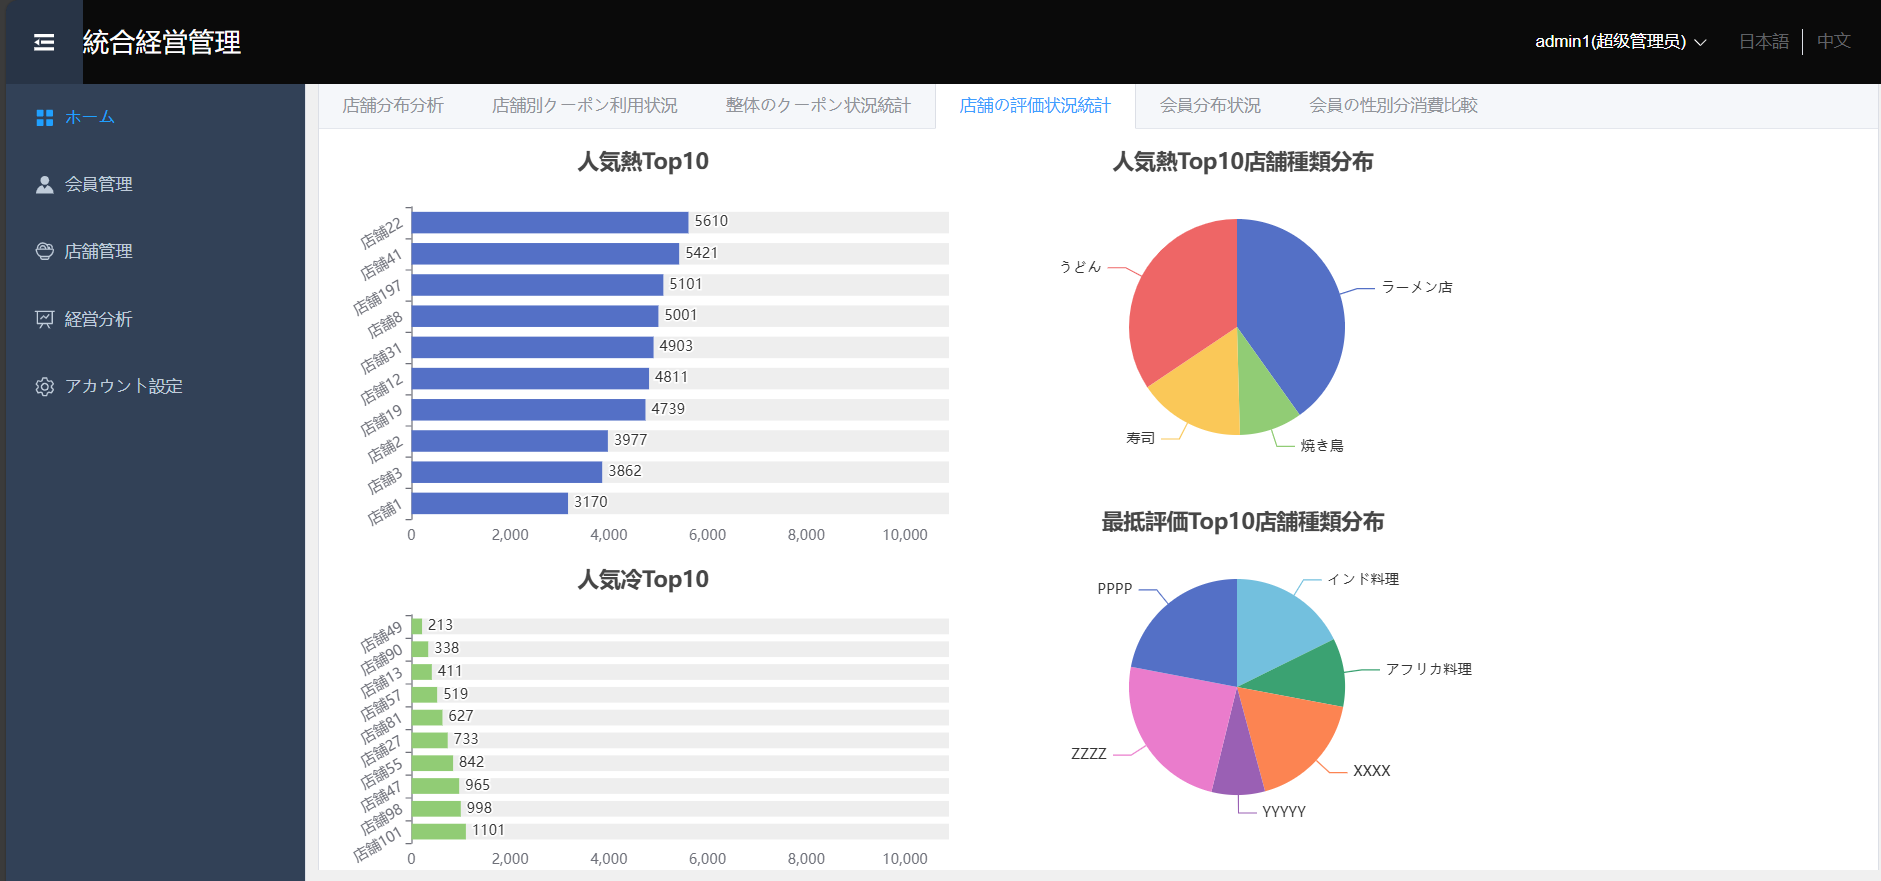 統合経営管理
admin1(超级管理员)
日本語
中文
ホーム
会員管理
店舗管理
経営分析
アカウント設定
店舗分布分析
店舗別クーポン利用状況
整体のクーポン状況統計
店舗の評価状況統計
会員分布状況
会員の性別分消費比較
人気熱Top10
店舗22
5610
店舗41
5421
店舗197
5101
店舗8
5001
店舗31
4903
店舗12
4811
店舗19
4739
店舗2
3977
店舗3
3862
店舗1
3170
0
2,000
4,000
6,000
8,000
10,000
人気冷Top10
店舗49
213
店舗90
338
店舗13
411
店舗57
519
店舗81
627
店舗27
733
店舗55
842
店舗47
965
店舗98
998
店舗101
1101
0
2,000
4,000
6,000
8,000
10,000
人気熱Top10店舗種類分布
うどん
ラーメン店
寿司
焼き鳥
最抵評価Top10店舗種類分布
PPPP
インド料理
アフリカ料理
ZZZZ
XXXX
YYYYY